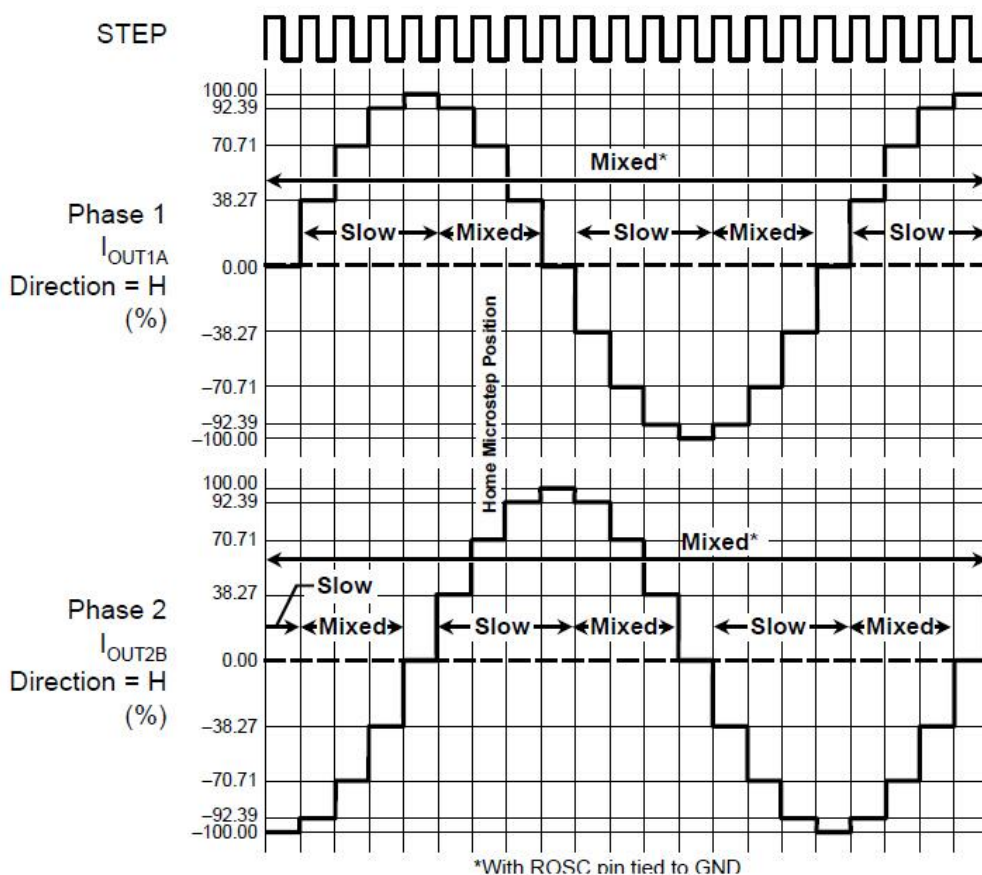 STEP
100.00
92.39
70.71
Mixed*
38.27
Phase 1
Slow
Mixed
Slow
Mixed
Slow
IOUT1A
0.00
Direction = H
(%)
–38.27
Home Microstep Position
–70.71
–92.39
–100.00
100.00
92.39
70.71
Mixed*
38.27
Slow
Phase 2
Mixed
Slow
Mixed
Slow
Mixed
IOUT2B
0.00
Direction = H
(%)
–38.27
–70.71
–92.39
–100.00
*With ROSC pin tied to GND